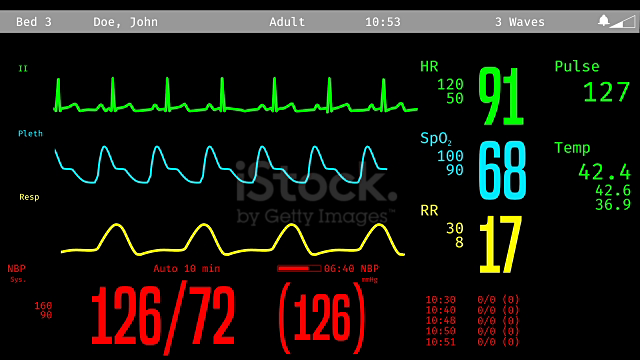 Bed 3 Doe, John Adult 10:53 3 Waves
II
HR
120
50
91
Pulse
127
Pleth
SpO₂
100
90
68
Temp
42.4
42.6
36.9
iStock.
by Getty Images™
Resp
RR
30
8
17
NBP
Sys.
Auto 10 min
06:40 NBP
mmHg
160
90
126/72
(126)
10:30 0/0 (0)
10:40 0/0 (0)
10:48 0/0 (0)
10:50 0/0 (0)
10:51 0/0 (0)